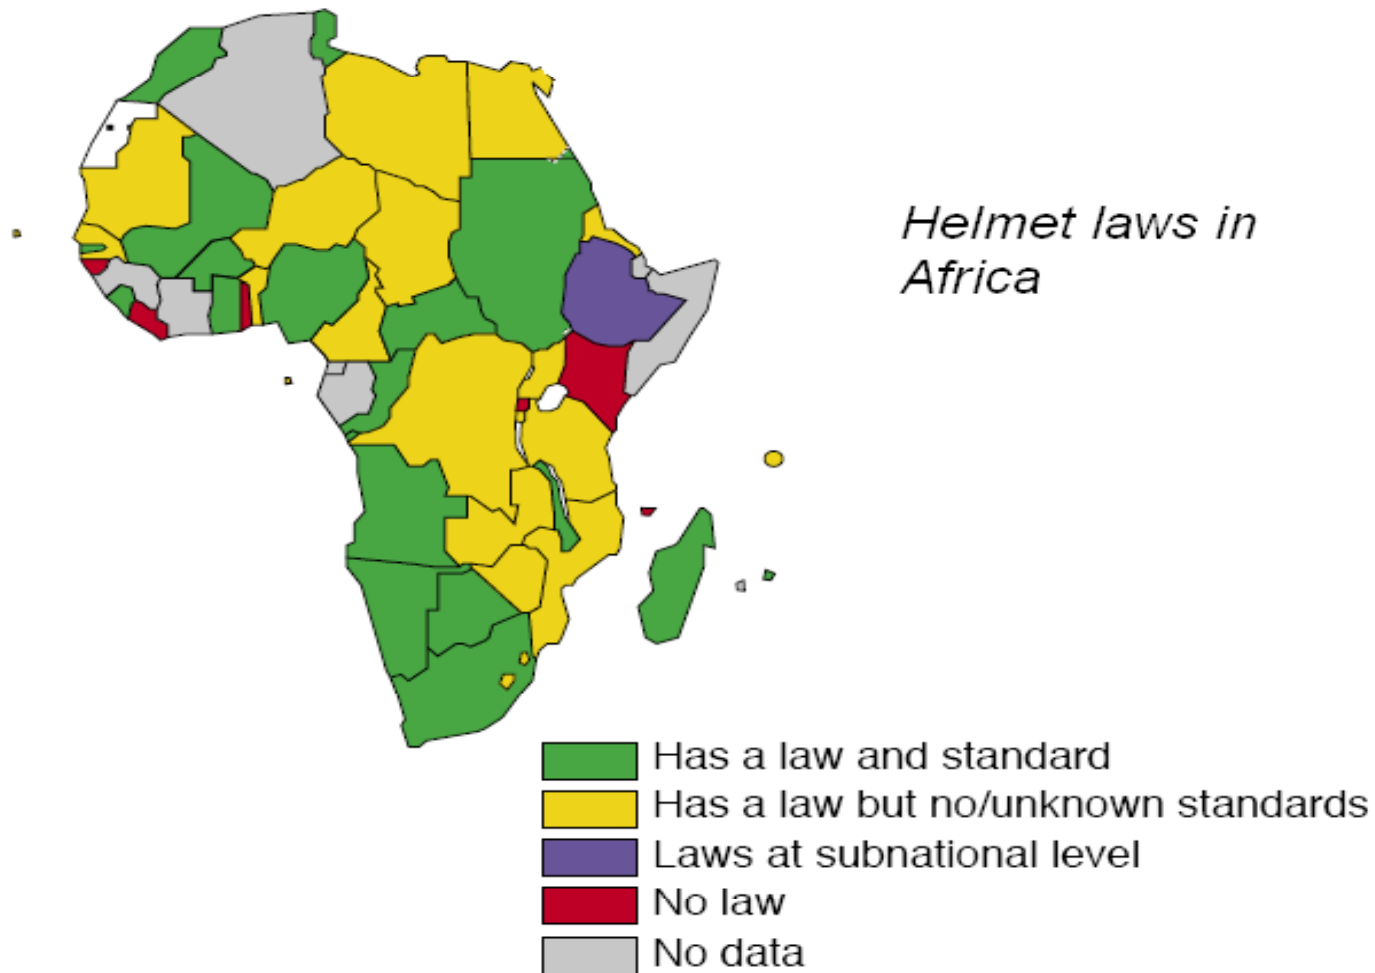 Helmet laws in
Africa
Has a law and standard
Has a law but no/unknown standards
Laws at subnational level
No law
No data